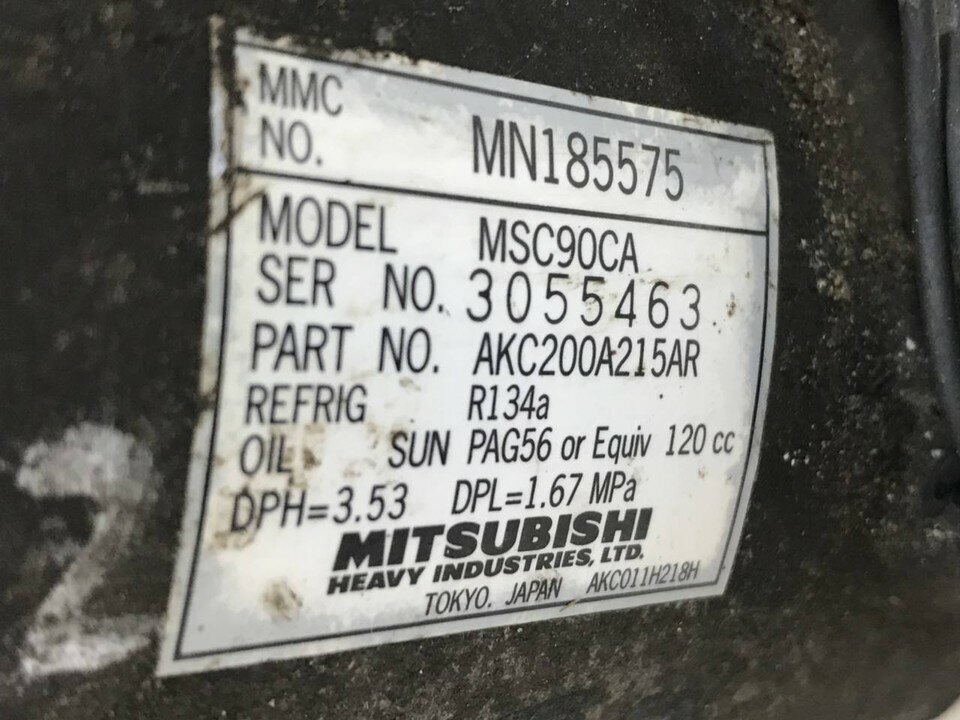 MMC
NO. MN185575
MODEL MSC90CA
SER NO. 3055463
PART NO. AKC200A215AR
REFRIG R134a
OIL SUN PAG56 or Equiv 120 cc
DPH=3.53 DPL=1.67 MPa
MITSUBISHI
HEAVY INDUSTRIES, LTD.
TOKYO. JAPAN AKC011H218H
2